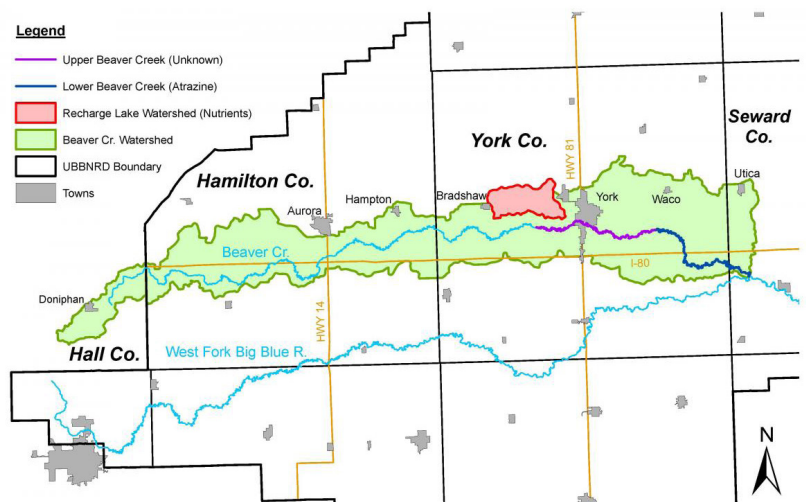 Legend
Upper Beaver Creek (Unknown)
Lower Beaver Creek (Atrazine)
Recharge Lake Watershed (Nutrients)
Beaver Cr. Watershed
UBBNRD Boundary
Towns
Seward
Co.
York Co.
HWY 81
Hamilton Co.
Utica
Hampton
Bradshaw
York
Waco
Aurora
Beaver Cr.
I-80
Doniphan
HWY 14
Hall Co.
West Fork Big Blue R.
N